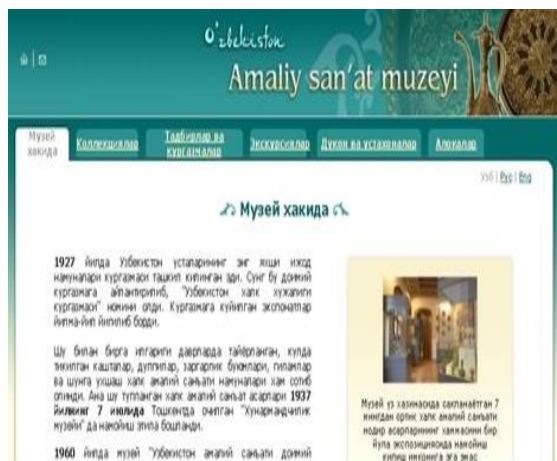 O'zbekiston
Amaliy san'at muzeyi
Музей хакида
Коллекциялар
Тадбирлар ва кургазмалар
Экскурсиялар
Дукон ва устахоналар
Алокалар
Узб | Рус | Eng
Музей хакида
1927 йилда Узбекистон усталарининг энг яхши ижод
намуналари кургазмаси ташкил килинган эди. Сунг бу доимий
кургазмага айлантирилиб, "Узбекистон халк хужалиги
кургазмаси" номини олди. Кургазмага куйилган экспонатлар
йилма-йил йигилиб борди.
Шу билан бирга илгариги даврларда тайёрланган, кулда
тикилган кашталар, дуппилар, заргарлик буюмлари, гиламлар
ва шунга ухшаш халк амалий санъати намуналари хам сотиб
олинди. Ана шу тупланган халк амалий санъат асарлари 1937
йилнинг 7 июлида Тошкентда очилган "Хунармандчилик
музейи" да намойиш этила бошланди.
1960 йилда музей "Узбекистон амалий санъати доимий
Музей уз хазинасида сакланаётган 7
мингдан ортик халк амалий санъати
нодир асарларининг хаммасини бир
йула экспозициясида намойиш
килиш имконига эга эмас